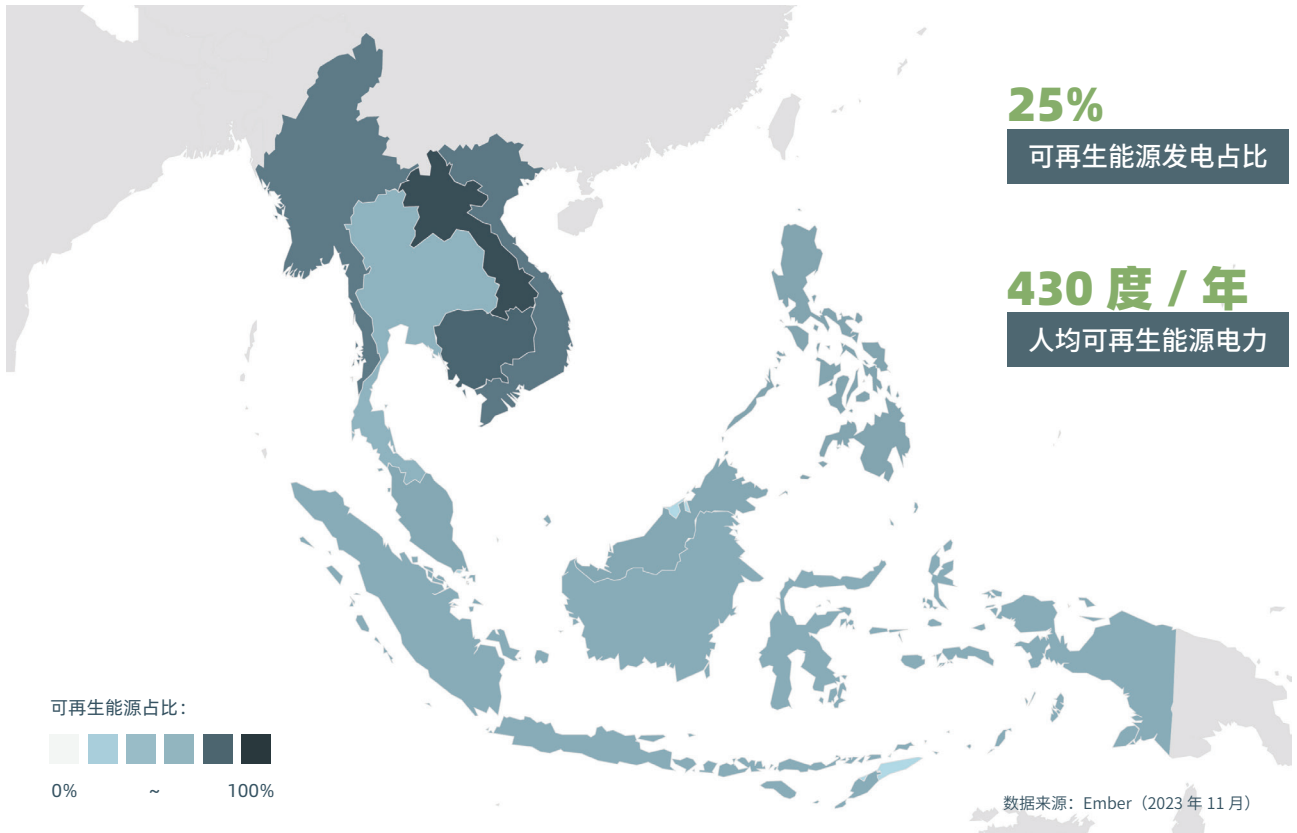 25%
可再生能源发电占比
430 度 / 年
人均可再生能源电力
可再生能源占比：
0% ~ 100%
数据来源：Ember（2023 年 11 月）